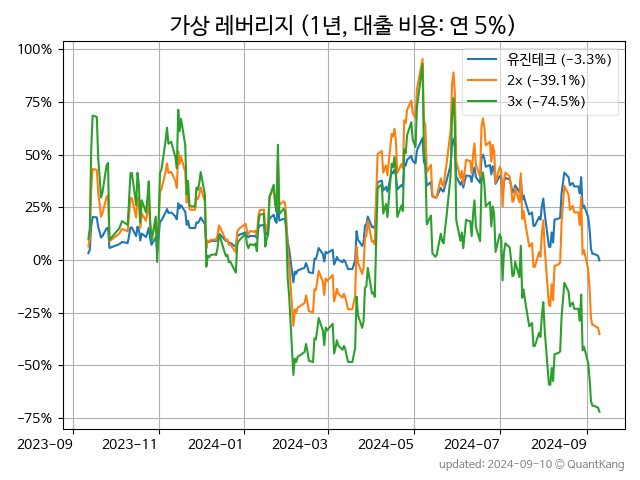 가상 레버리지 (1년, 대출 비용: 연 5%)
유진테크 (−3.3%)
2x (−39.1%)
3x (−74.5%)
100%
75%
50%
25%
0%
−25%
−50%
−75%
2023-09 2023-11 2024-01 2024-03 2024-05 2024-07 2024-09
updated: 2024-09-10 ⓒ QuantKang